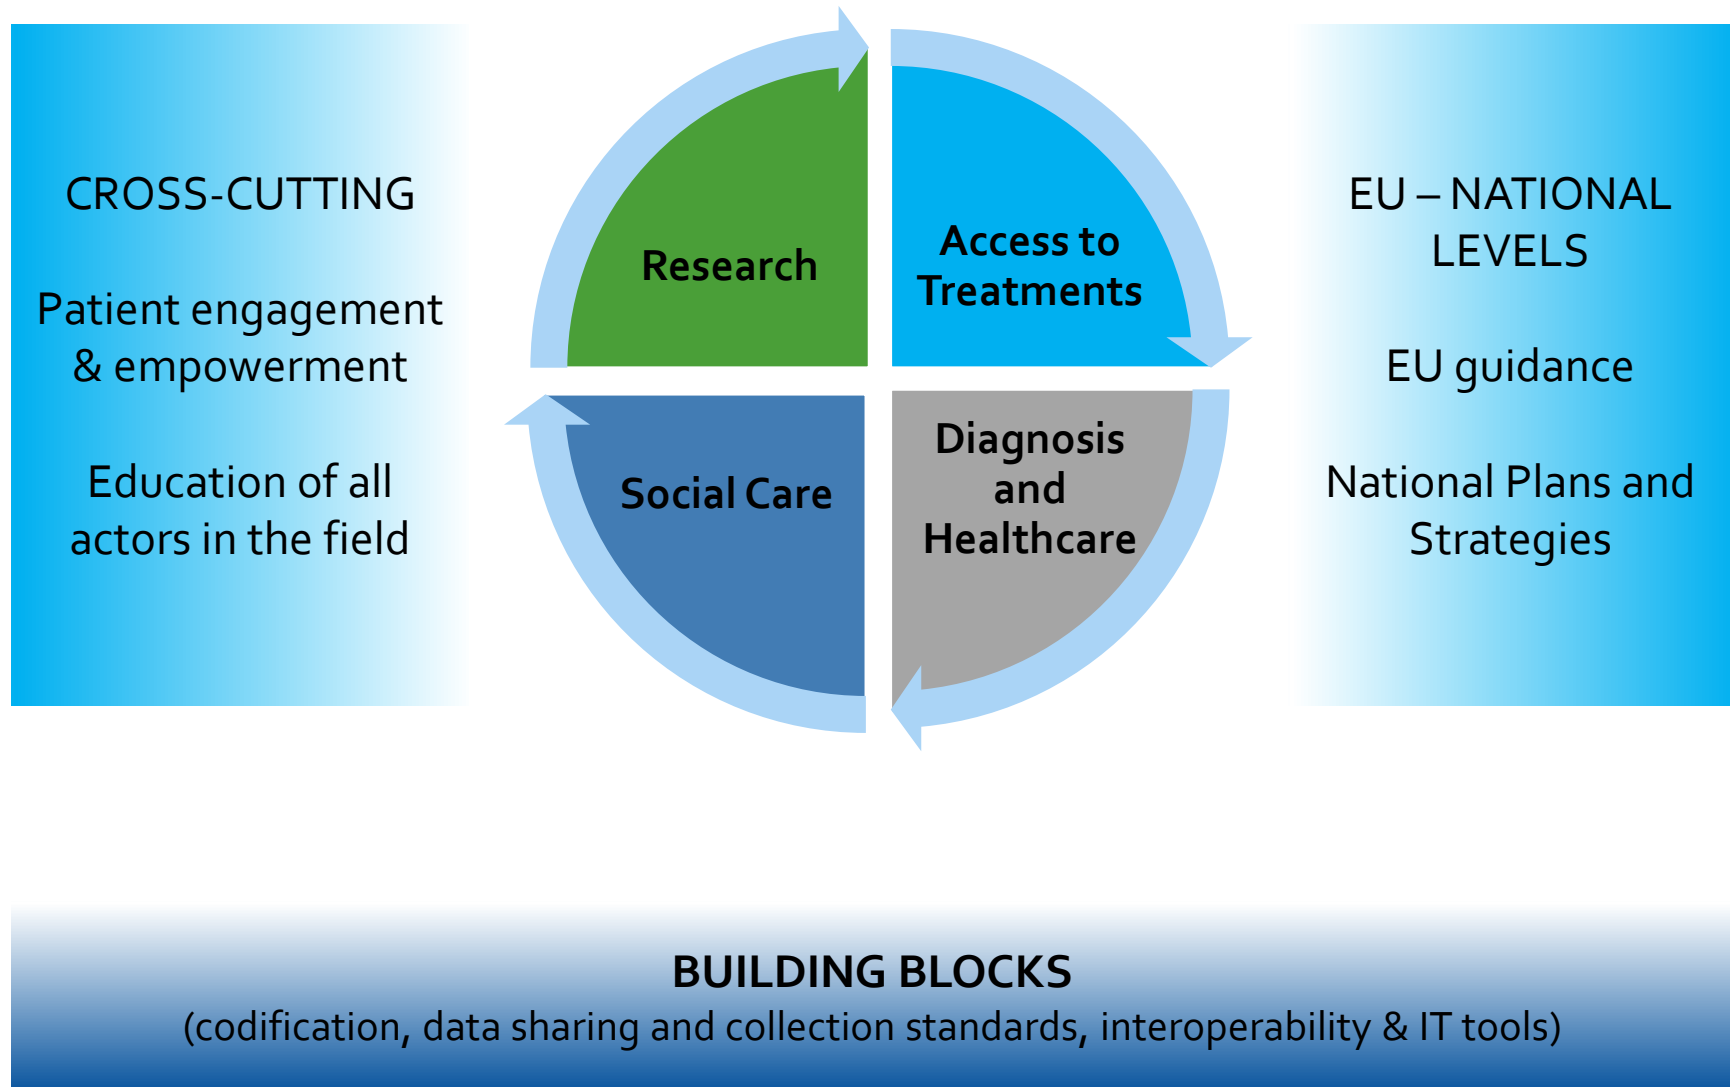 CROSS-CUTTING
Patient engagement
& empowerment
Education of all
actors in the field
Research
Access to
Treatments
Social Care
Diagnosis
and
Healthcare
EU – NATIONAL
LEVELS
EU guidance
National Plans and
Strategies
BUILDING BLOCKS
(codification, data sharing and collection standards, interoperability & IT tools)